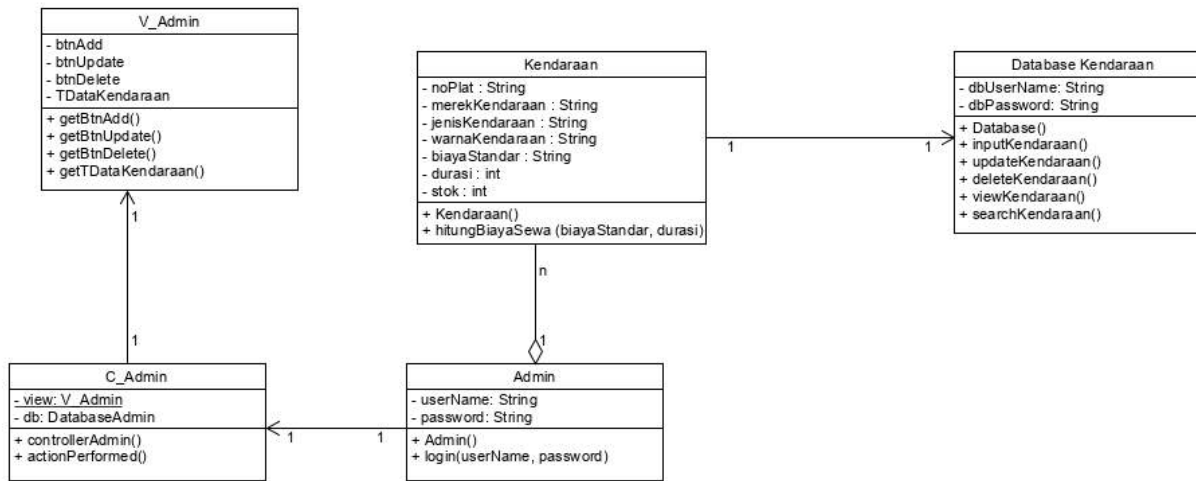 V_Admin
- btnAdd
- btnUpdate
- btnDelete
- TDataKendaraan
+ getBtnAdd()
+ getBtnUpdate()
+ getBtnDelete()
+ getTDataKendaraan()
Kendaraan
- noPlat : String
- merekKendaraan : String
- jenisKendaraan : String
- warnaKendaraan : String
- biayaStandar : String
- durasi : int
- stok : int
+ Kendaraan()
+ hitungBiayaSewa (biayaStandar, durasi)
1
1
Database Kendaraan
- dbUserName: String
- dbPassword: String
+ Database()
+ inputKendaraan()
+ updateKendaraan()
+ deleteKendaraan()
+ viewKendaraan()
+ searchKendaraan()
1
1
n
1
C_Admin
- view: V_Admin
- db: DatabaseAdmin
+ controllerAdmin()
+ actionPerformed()
1
1
Admin
- userName: String
- password: String
+ Admin()
+ login(userName, password)